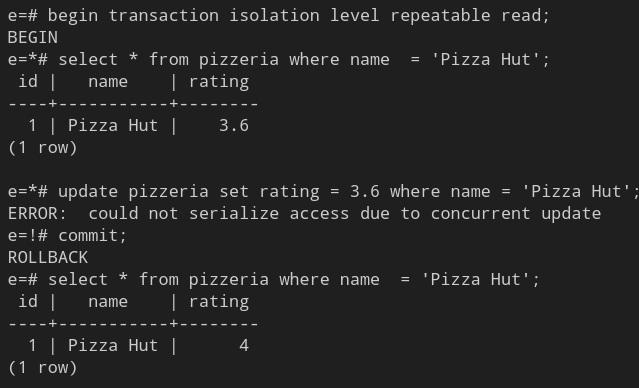 e=# begin transaction isolation level repeatable read;
BEGIN
e=*# select * from pizzeria where name  = 'Pizza Hut';
 id |   name    | rating
----+-----------+--------
  1 | Pizza Hut |    3.6
(1 row)

e=*# update pizzeria set rating = 3.6 where name = 'Pizza Hut';
ERROR:  could not serialize access due to concurrent update
e=!# commit;
ROLLBACK
e=# select * from pizzeria where name  = 'Pizza Hut';
 id |   name    | rating
----+-----------+--------
  1 | Pizza Hut |      4
(1 row)